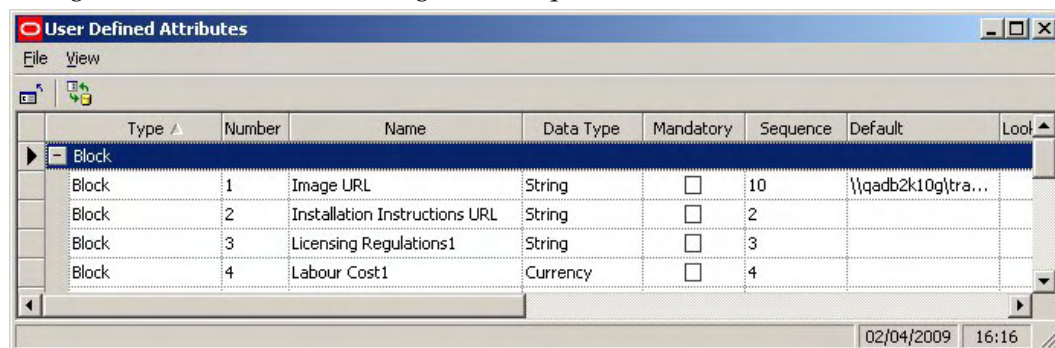 User Defined Attributes
File View
Type Number Name Data Type Mandatory Sequence Default Look
Block
Block 1 Image URL String 10 \\qadb2k10g\tra...
Block 2 Installation Instructions URL String 2
Block 3 Licensing Regulations1 String 3
Block 4 Labour Cost1 Currency 4
02/04/2009 16:16